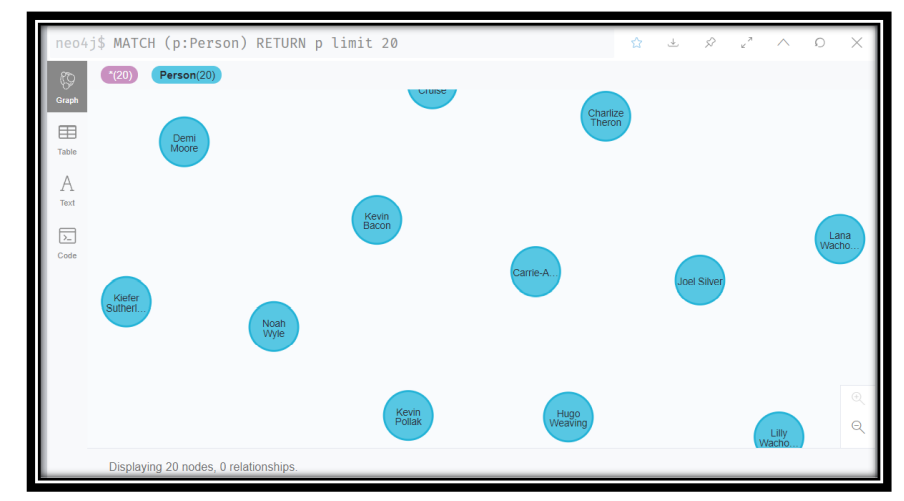 neo4j$ MATCH (p:Person) RETURN p limit 20
*(20) Person(20)
Graph
Table
Text
Code
Cruise
Charlize
Theron
Demi
Moore
Kevin
Bacon
Lana
Wacho...
Carrie-A...
Joel Silver
Kiefer
Sutherl...
Noah
Wyle
Kevin
Pollak
Hugo
Weaving
Lilly
Wacho...
Displaying 20 nodes, 0 relationships.